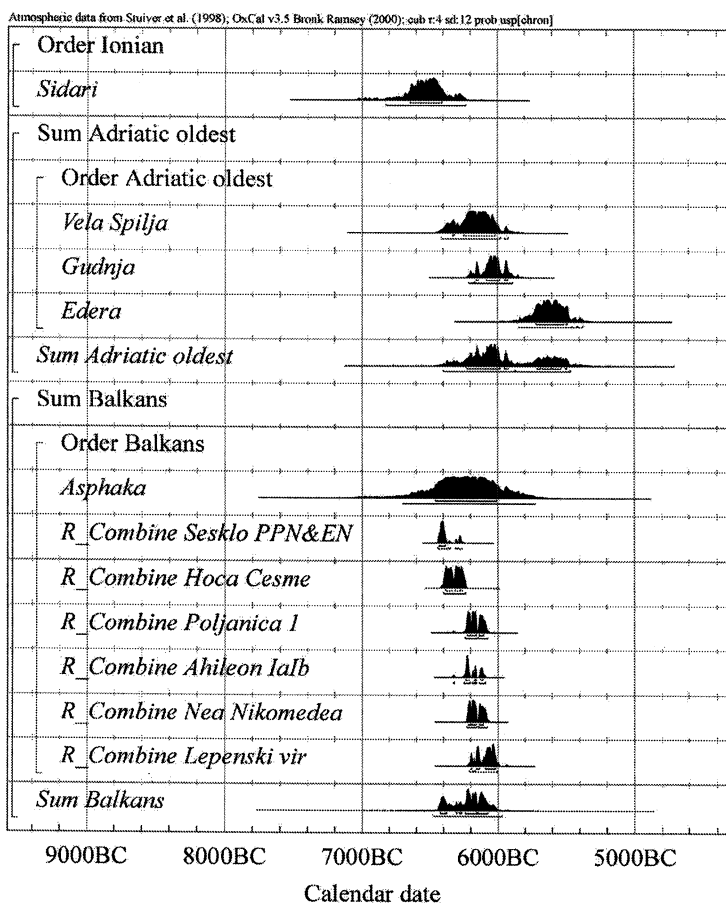 Atmospheric data from Stuiver et al. (1998); OxCal v3.5 Bronk Ramsey (2000); cub r:4 sd:12 prob usp[chron]
Order Ionian
Sidari
Sum Adriatic oldest
Order Adriatic oldest
Vela Spilja
Gudnja
Edera
Sum Adriatic oldest
Sum Balkans
Order Balkans
Asphaka
R_Combine Sesklo PPN&EN
R_Combine Hoca Cesme
R_Combine Poljanica 1
R_Combine Ahileon IaIb
R_Combine Nea Nikomedea
R_Combine Lepenski vir
Sum Balkans
9000BC 8000BC 7000BC 6000BC 5000BC
Calendar date